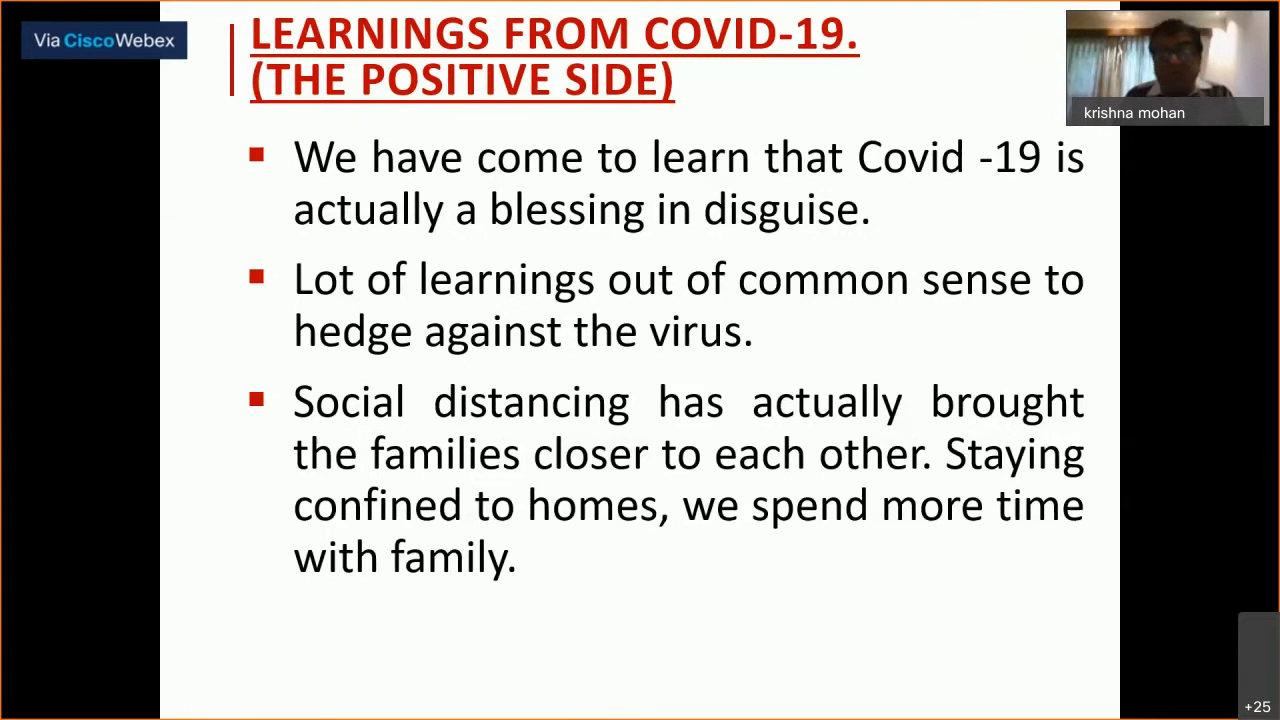 Via CiscoWebex
LEARNINGS FROM COVID-19.
(THE POSITIVE SIDE)
krishna mohan
▪ We have come to learn that Covid -19 is
actually a blessing in disguise.
▪ Lot of learnings out of common sense to
hedge against the virus.
▪ Social distancing has actually brought
the families closer to each other. Staying
confined to homes, we spend more time
with family.
+25